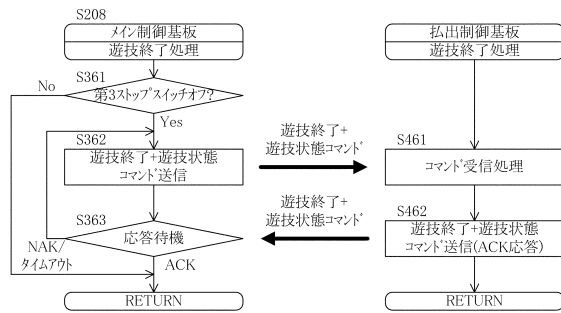 S208
メイン制御基板
遊技終了処理
S361
第3ストップスイッチオフ?
No
Yes
S362
遊技終了+遊技状態
コマンド送信
S363
応答待機
NAK/
タイムアウト
ACK
RETURN
遊技終了+
遊技状態コマンド
遊技終了+
遊技状態コマンド
払出制御基板
遊技終了処理
S461
コマンド受信処理
S462
遊技終了+遊技状態
コマンド送信(ACK応答)
RETURN